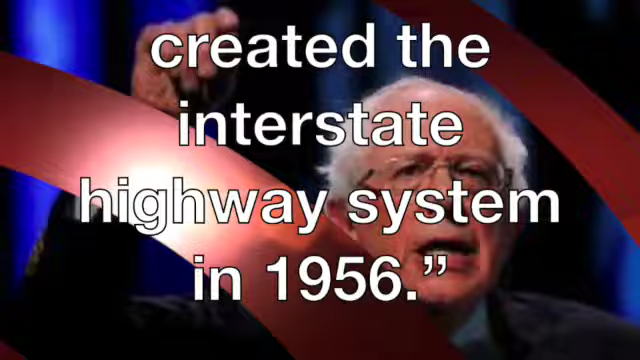 created the
interstate
highway system
in 1956.”